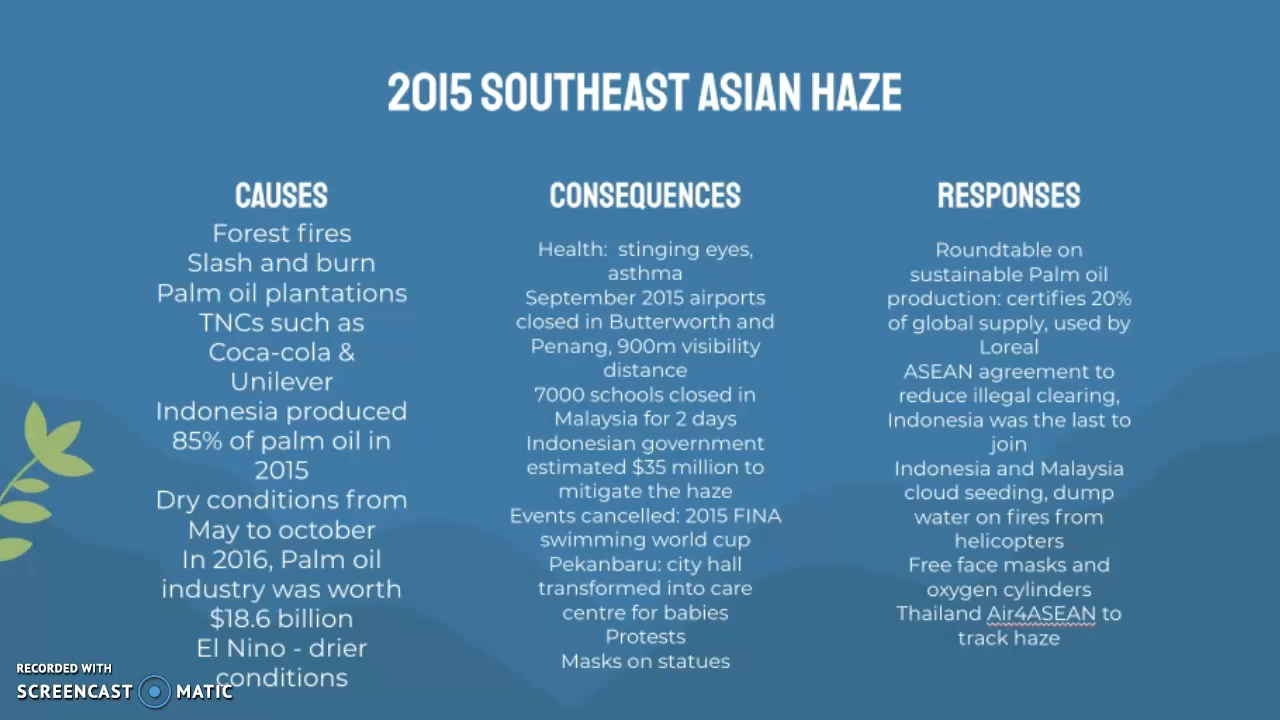 2015 SOUTHEAST ASIAN HAZE
CAUSES
Forest fires
Slash and burn
Palm oil plantations
TNCs such as
Coca-cola &
Unilever
Indonesia produced
85% of palm oil in
2015
Dry conditions from
May to october
In 2016, Palm oil
industry was worth
$18.6 billion
El Nino - drier
conditions
CONSEQUENCES
Health:  stinging eyes,
asthma
September 2015 airports
closed in Butterworth and
Penang, 900m visibility
distance
7000 schools closed in
Malaysia for 2 days
Indonesian government
estimated $35 million to
mitigate the haze
Events cancelled: 2015 FINA
swimming world cup
Pekanbaru: city hall
transformed into care
centre for babies
Protests
Masks on statues
RESPONSES
Roundtable on
sustainable Palm oil
production: certifies 20%
of global supply, used by
Loreal
ASEAN agreement to
reduce illegal clearing,
Indonesia was the last to
join
Indonesia and Malaysia
cloud seeding, dump
water on fires from
helicopters
Free face masks and
oxygen cylinders
Thailand Air4ASEAN to
track haze
RECORDED WITH
SCREENCAST MATIC